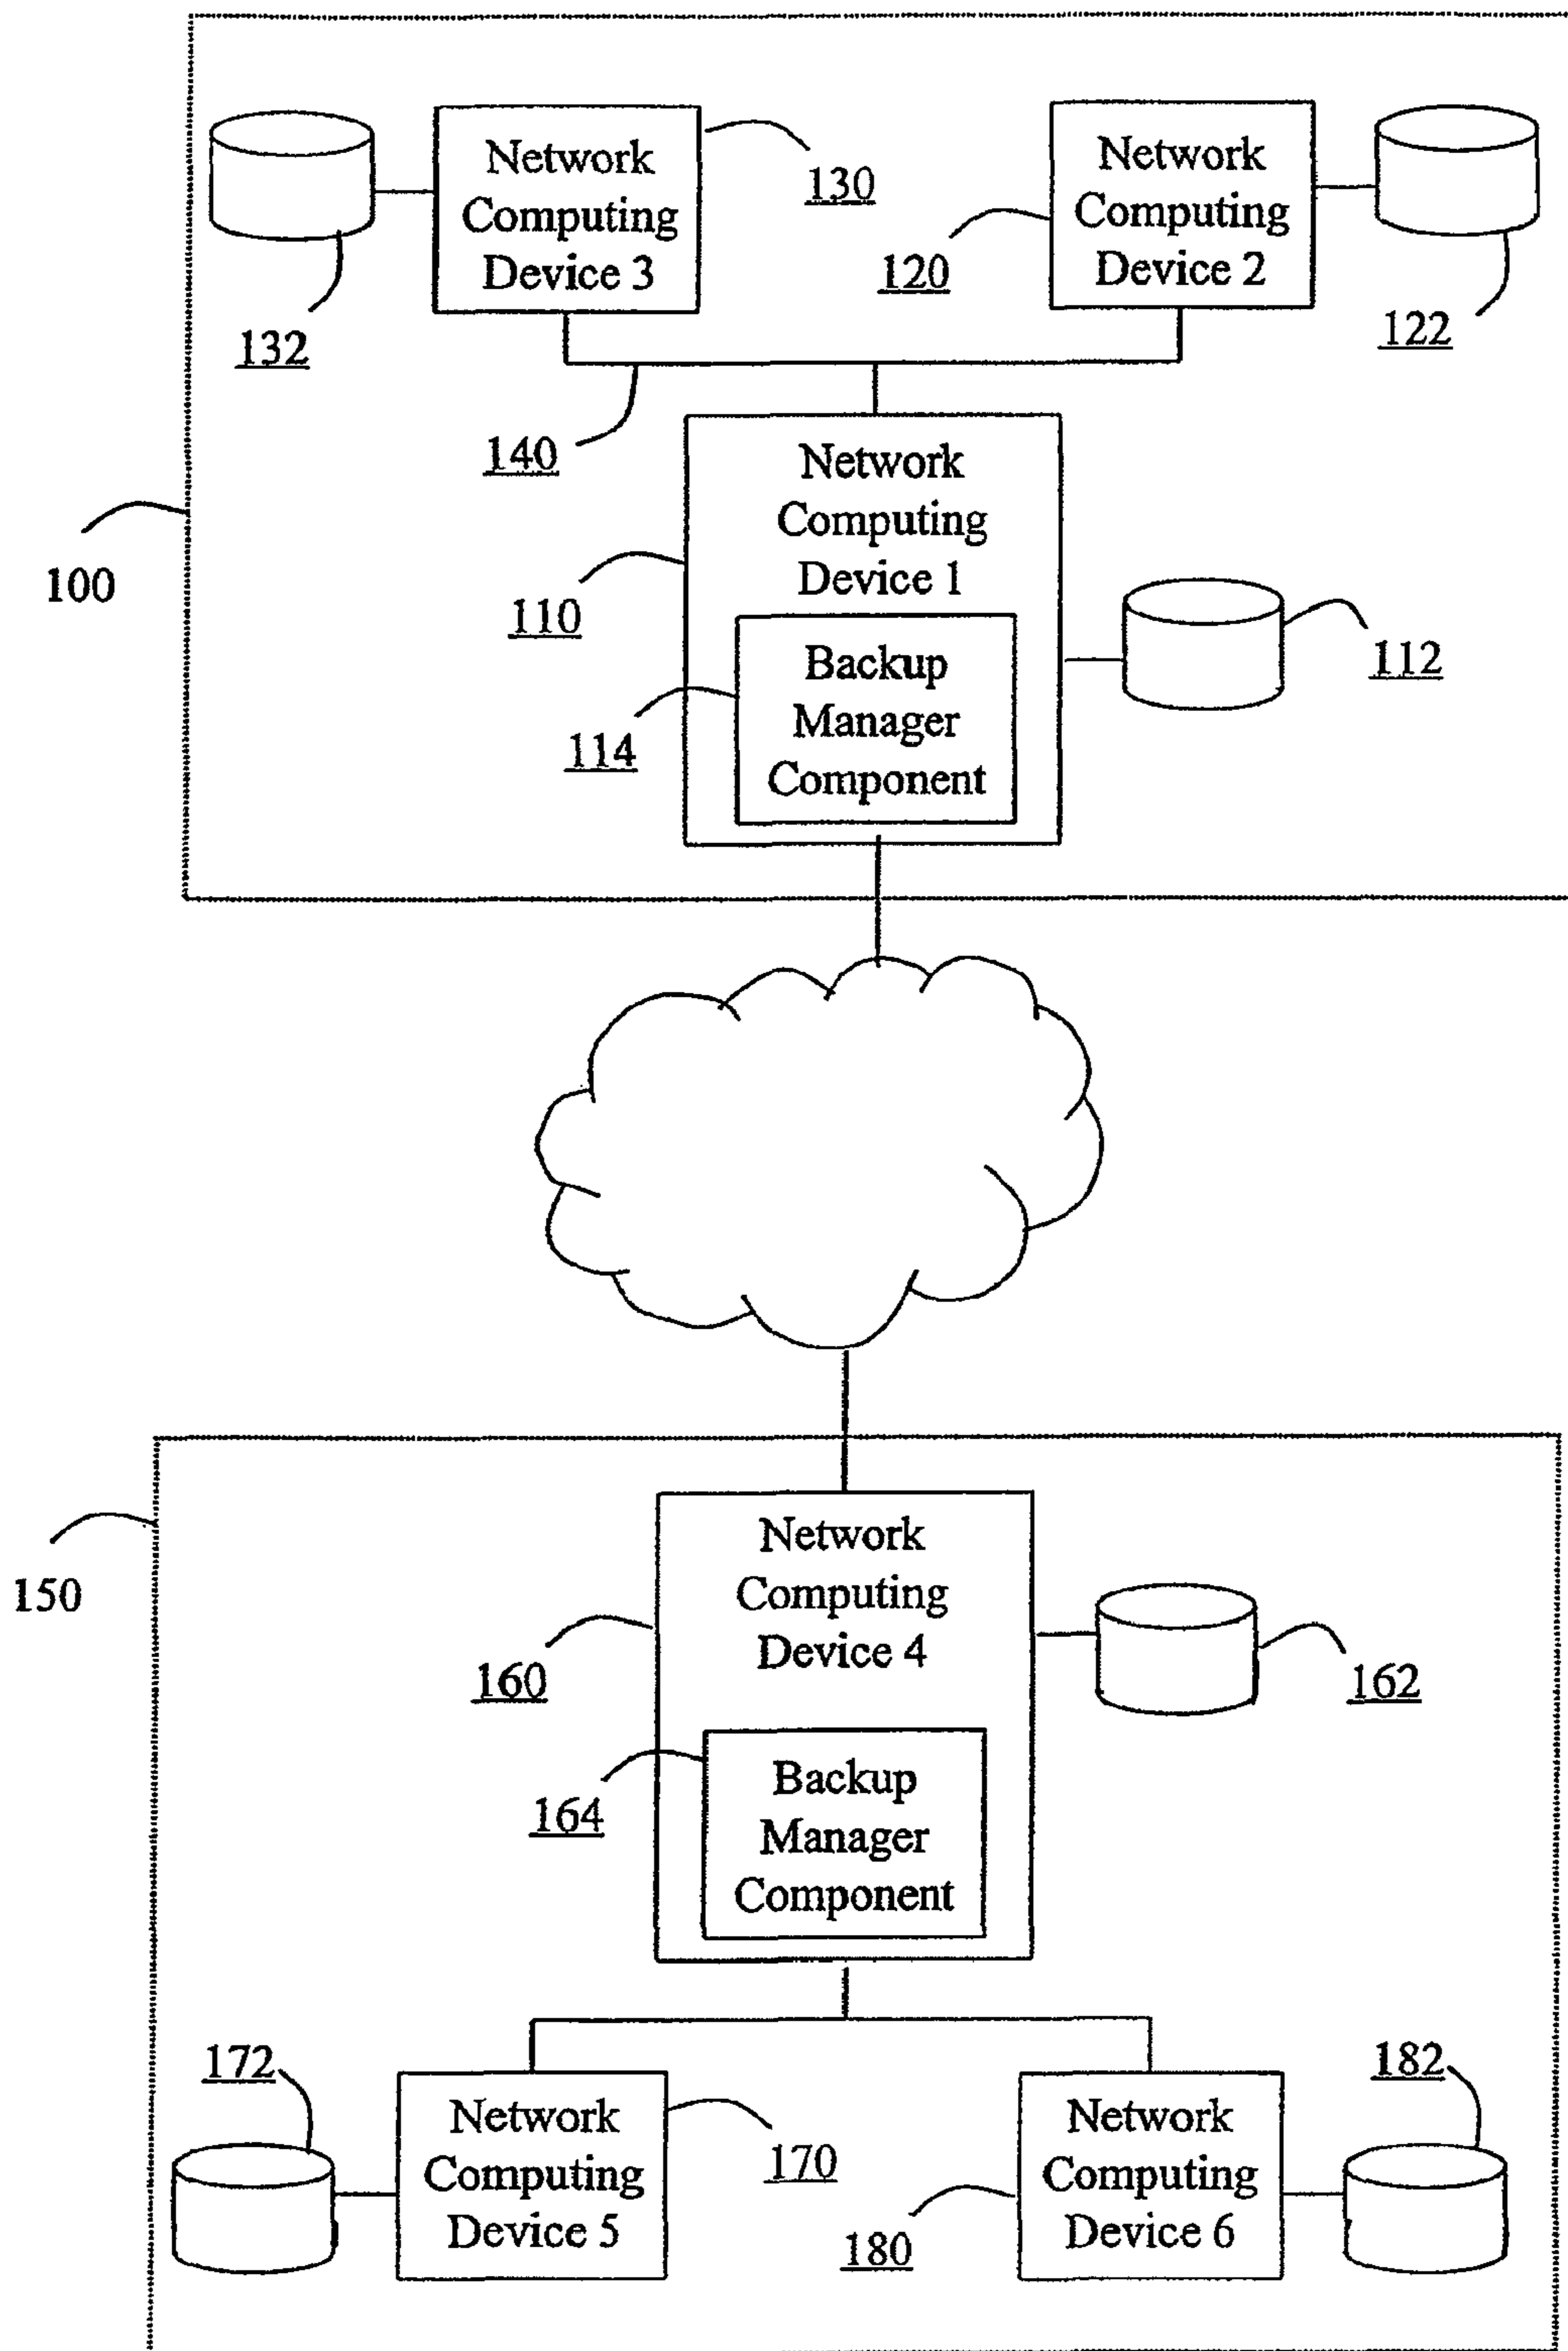 Network
Computing
Device 3
130
132
Network
Computing
Device 2
120
122
140
100
Network
Computing
Device 1
110
112
Backup
Manager
Component
114
150
Network
Computing
Device 4
160
162
Backup
Manager
Component
164
172
Network
Computing
Device 5
170
Network
Computing
Device 6
180
182